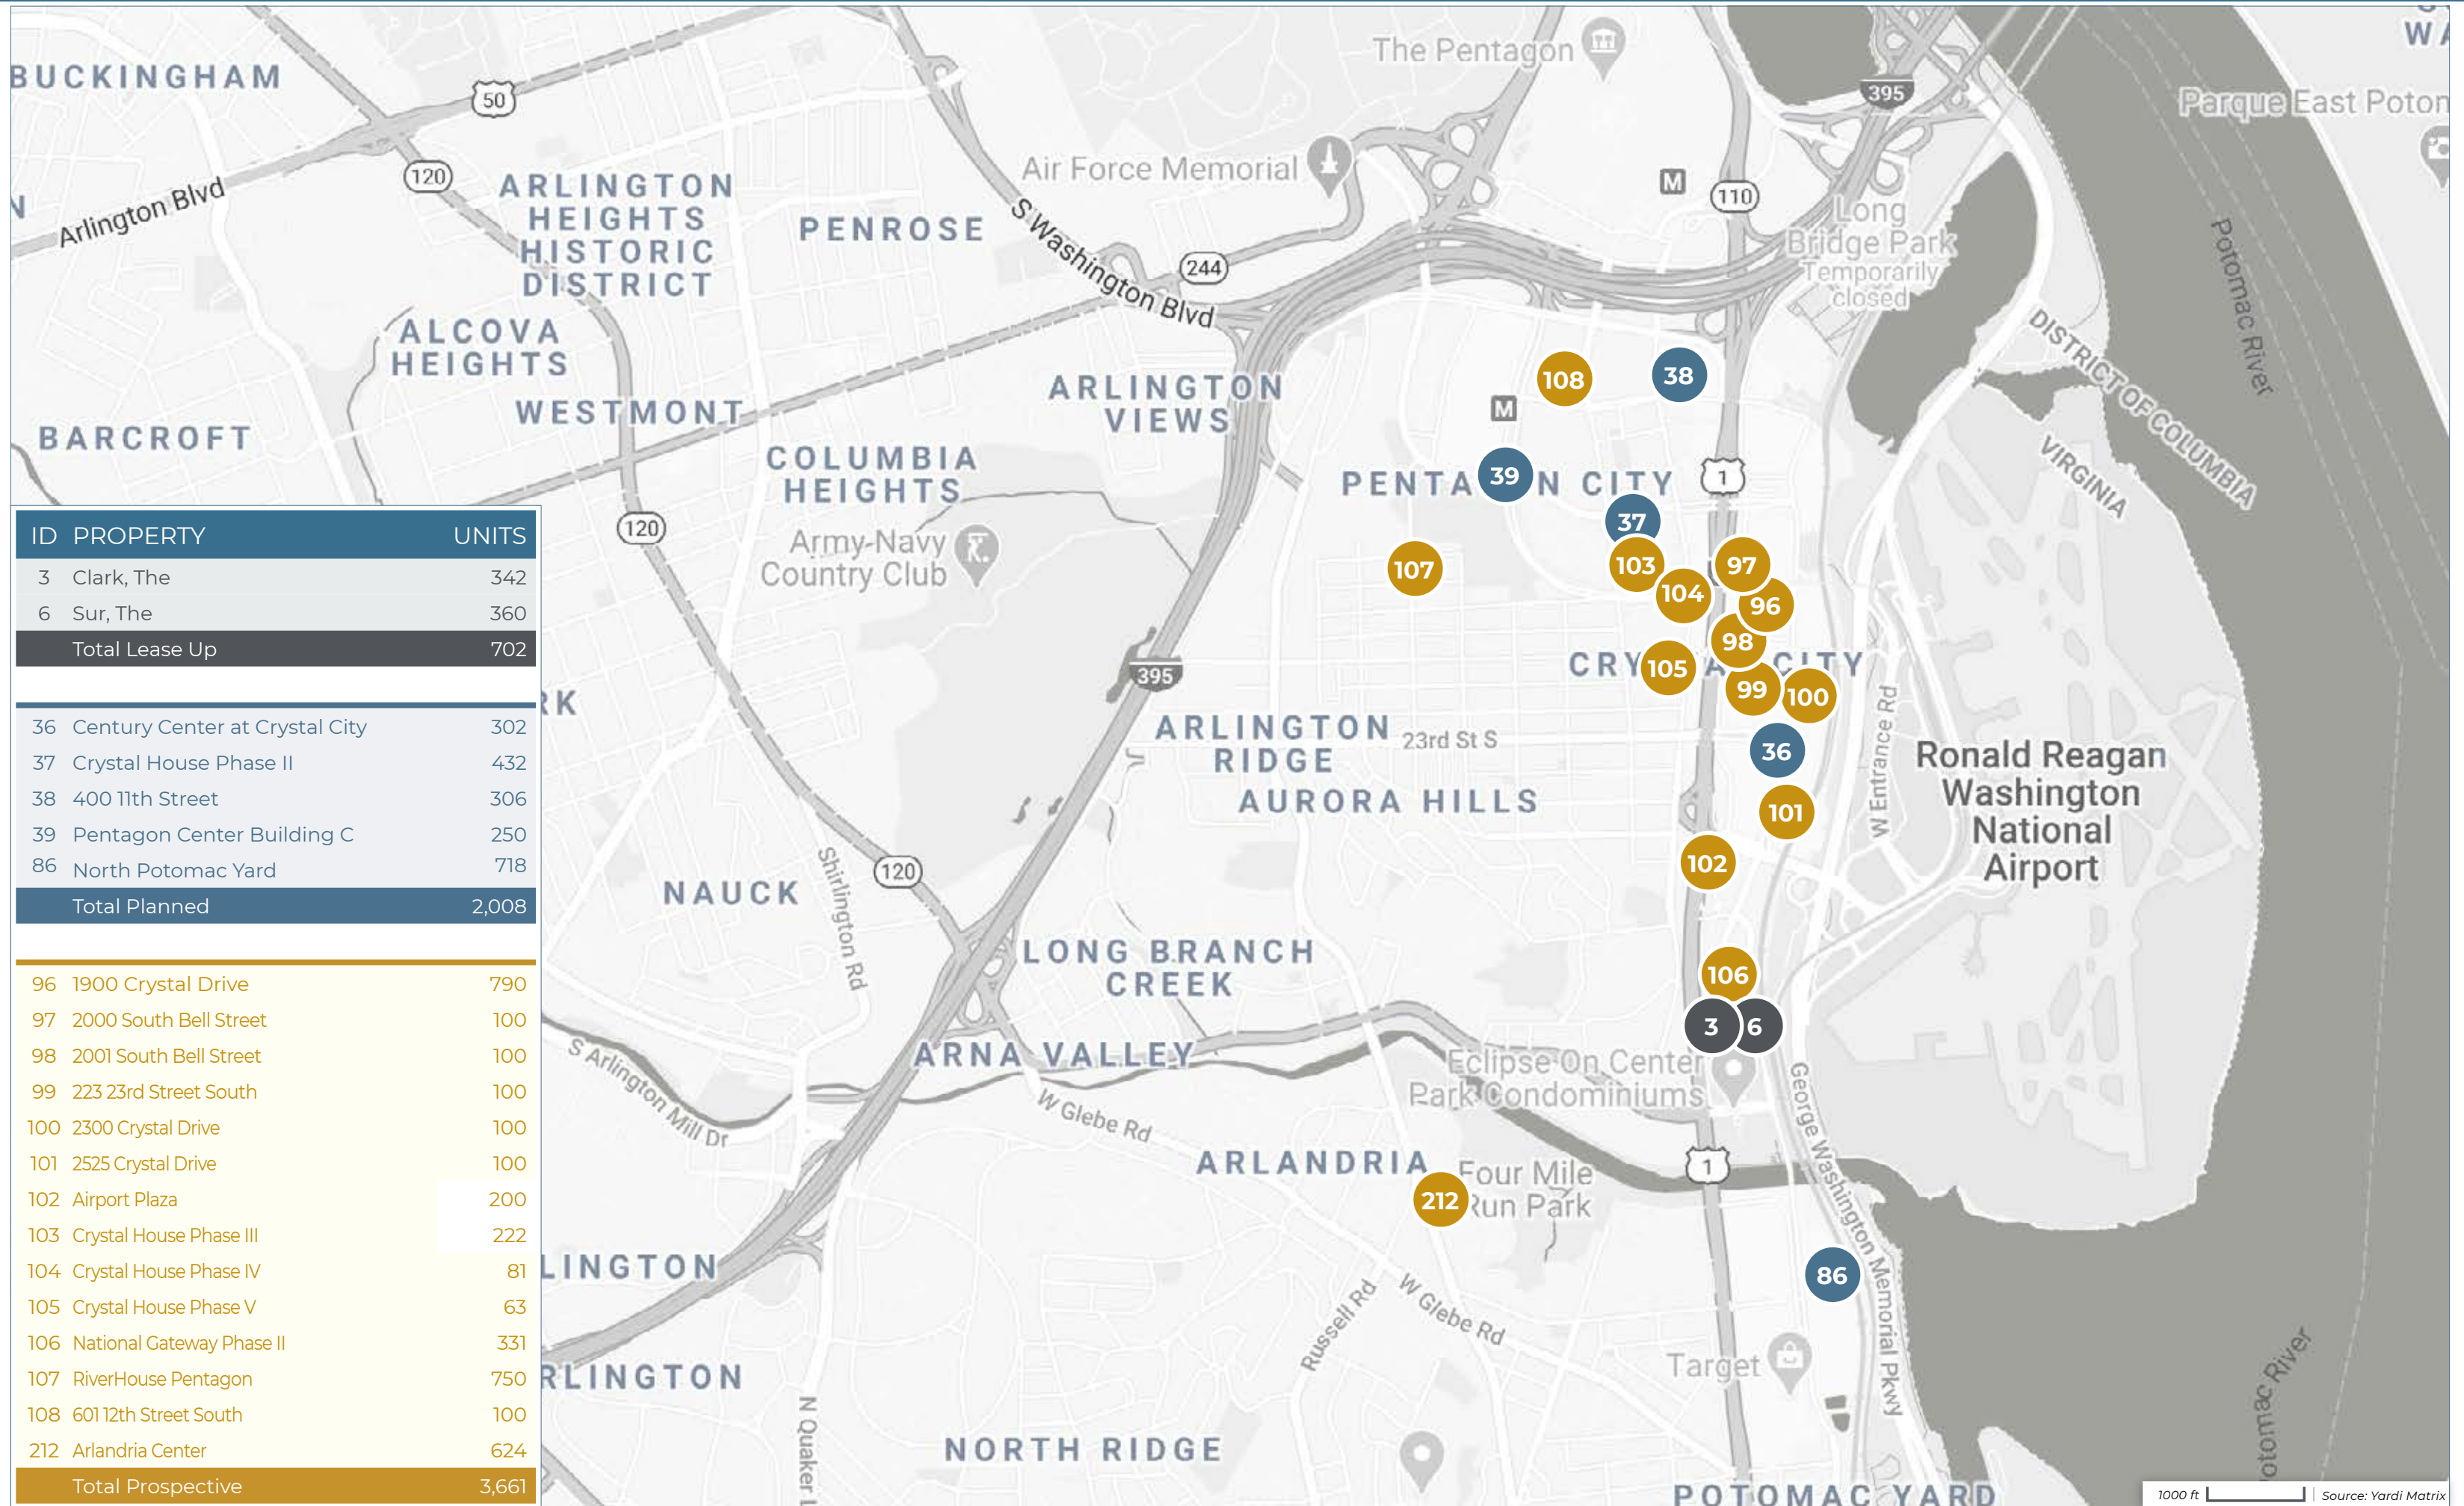 The Pentagon
WA
BUCKINGHAM
50
395
Parque East Poton
120
Air Force Memorial
M
110
ARLINGTON
HEIGHTS
HISTORIC
DISTRICT
Arlington Blvd
N
PENROSE
S Washington Blvd
244
Long
Bridge Park
Temporarily
closed
Potomac River
ALCOVA
HEIGHTS
DISTRICT OF COLUMBIA
VIRGINIA
108
38
ARLINGTON
VIEWS
M
WESTMONT
BARCROFT
COLUMBIA
HEIGHTS
PENTA
39
N CITY
1
37
120
Army-Navy
Country Club
107
103
97
104
96
98
CRY
105
A
CITY
99
100
395
RK
ARLINGTON
RIDGE
23rd St S
36
W Entrance Rd
Ronald Reagan
Washington
National
Airport
AURORA HILLS
101
102
120
Shirlington Rd
NAUCK
LONG BRANCH
CREEK
106
3
6
S Arlington Mill Dr
ARNA VALLEY
Eclipse On Center
Park Condominiums
W Glebe Rd
George Washington Memorial Pkwy
ARLANDRIA
Four Mile
Run Park
1
212
LINGTON
86
Russell Rd
W Glebe Rd
Target
RLINGTON
N Quaker L
NORTH RIDGE
otomac River
POTOMAC YARD
1000 ft
Source: Yardi Matrix
ID PROPERTY UNITS
3 Clark, The 342
6 Sur, The 360
Total Lease Up 702
36 Century Center at Crystal City 302
37 Crystal House Phase II 432
38 400 11th Street 306
39 Pentagon Center Building C 250
86 North Potomac Yard 718
Total Planned 2,008
96 1900 Crystal Drive 790
97 2000 South Bell Street 100
98 2001 South Bell Street 100
99 223 23rd Street South 100
100 2300 Crystal Drive 100
101 2525 Crystal Drive 100
102 Airport Plaza 200
103 Crystal House Phase III 222
104 Crystal House Phase IV 81
105 Crystal House Phase V 63
106 National Gateway Phase II 331
107 RiverHouse Pentagon 750
108 601 12th Street South 100
212 Arlandria Center 624
Total Prospective 3,661